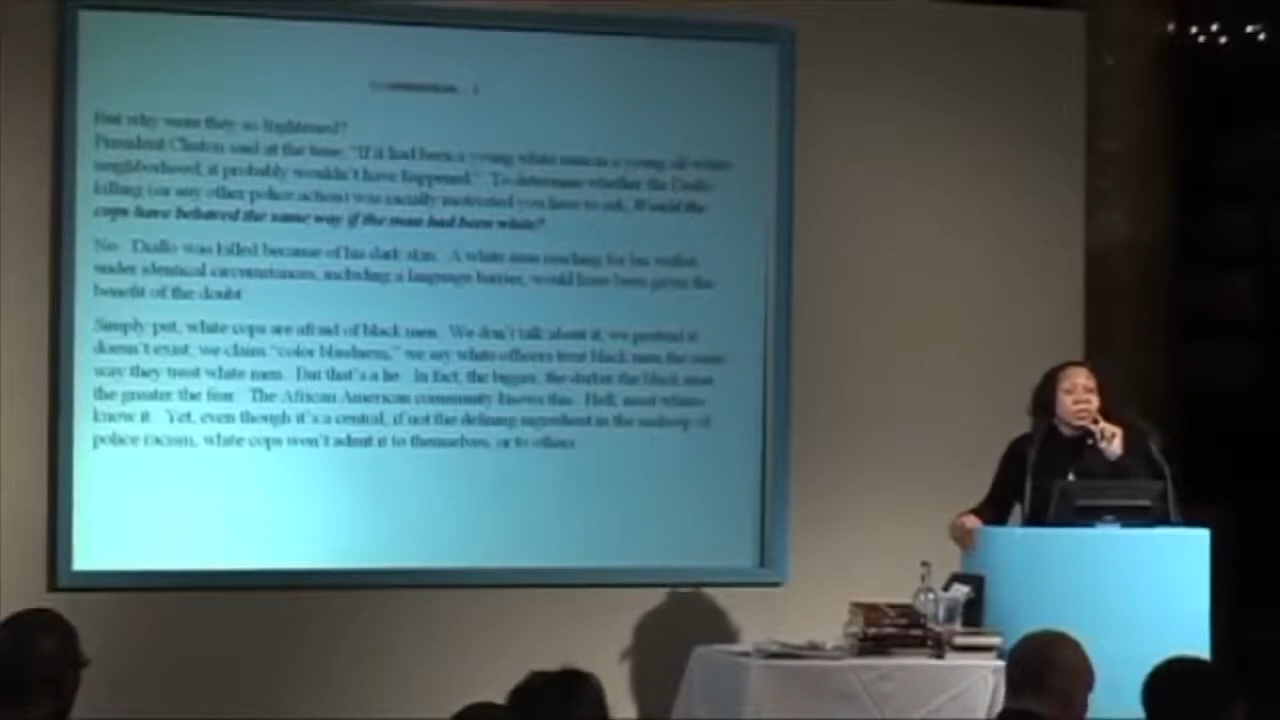 But why were they so frightened?
President Clinton said at the time, "If it had been a young white man in a young all-white
neighborhood, it probably wouldn't have happened." To determine whether the Diallo
killing (or any other police action) was racially motivated you have to ask, Would the
cops have behaved the same way if the man had been white?
No. Diallo was killed because of his dark skin. A white man reaching for his wallet,
under identical circumstances, including a language barrier, would have been given the
benefit of the doubt.
Simply put, white cops are afraid of black men. We don't talk about it, we pretend it
doesn't exist, we claim "color blindness," we say white officers treat black men the same
way they treat white men. But that's a lie. In fact, the bigger, the darker the black man
the greater the fear. The African American community knows this. Hell, most whites
know it. Yet, even though it's a central, if not the defining ingredient in the makeup of
police racism, white cops won't admit it to themselves, or to others.